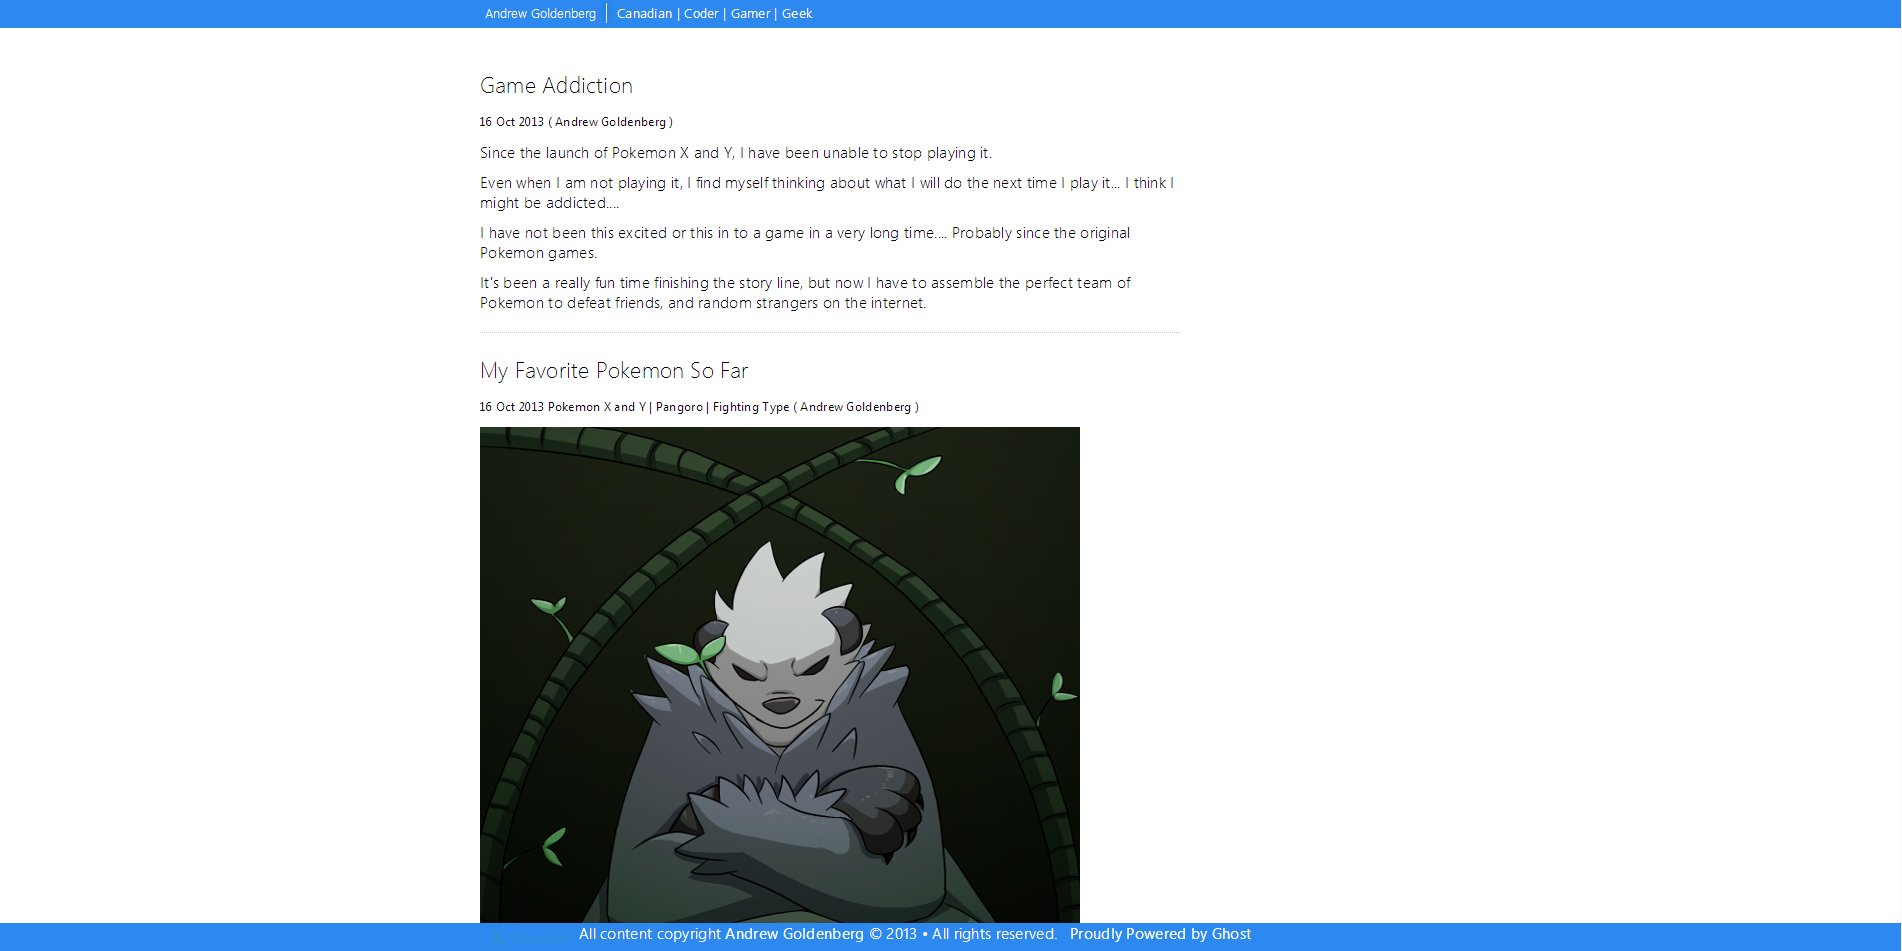 Andrew Goldenberg Canadian | Coder | Gamer | Geek
Game Addiction
16 Oct 2013 ( Andrew Goldenberg )
Since the launch of Pokemon X and Y, I have been unable to stop playing it.
Even when I am not playing it, I find myself thinking about what I will do the next time I play it... I think I
might be addicted....
I have not been this excited or this in to a game in a very long time.... Probably since the original
Pokemon games.
It's been a really fun time finishing the story line, but now I have to assemble the perfect team of
Pokemon to defeat friends, and random strangers on the internet.
My Favorite Pokemon So Far
16 Oct 2013 Pokemon X and Y | Pangoro | Fighting Type ( Andrew Goldenberg )
All content copyright Andrew Goldenberg © 2013 • All rights reserved. Proudly Powered by Ghost